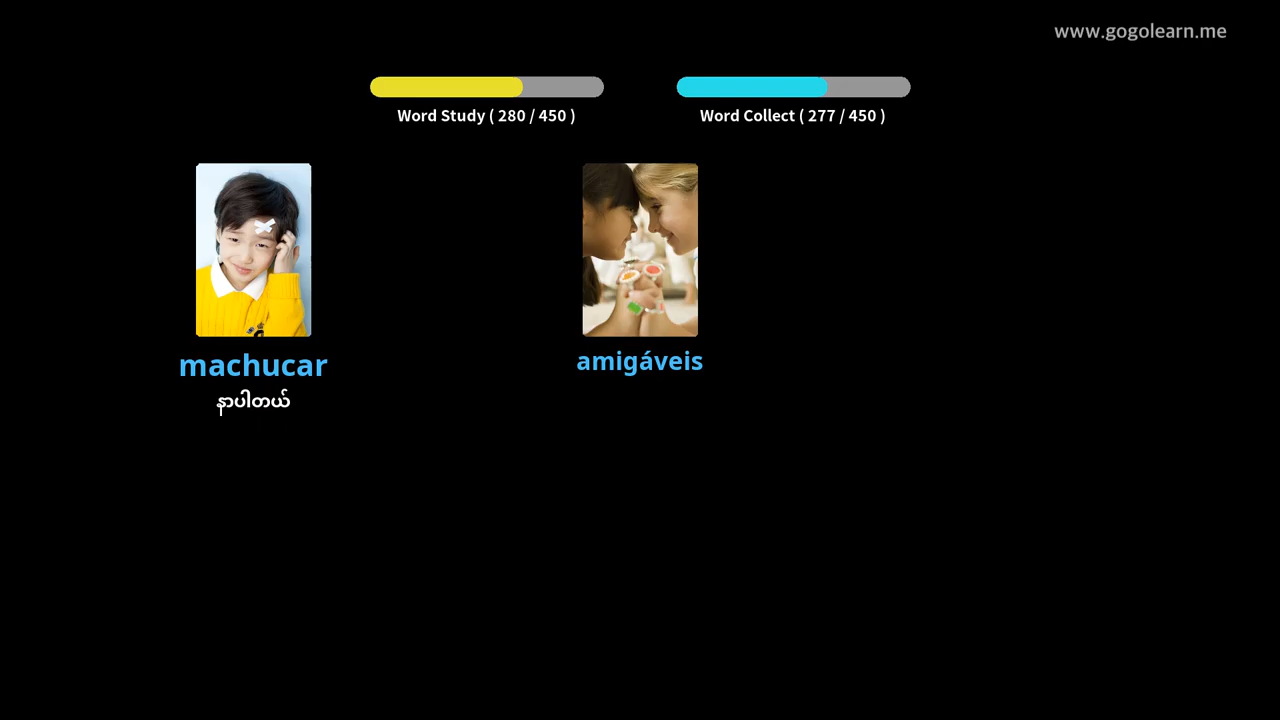 www.gogolearn.me
Word Study ( 280 / 450 )
Word Collect ( 277 / 450 )
machucar
နာပါတယ်
amigáveis